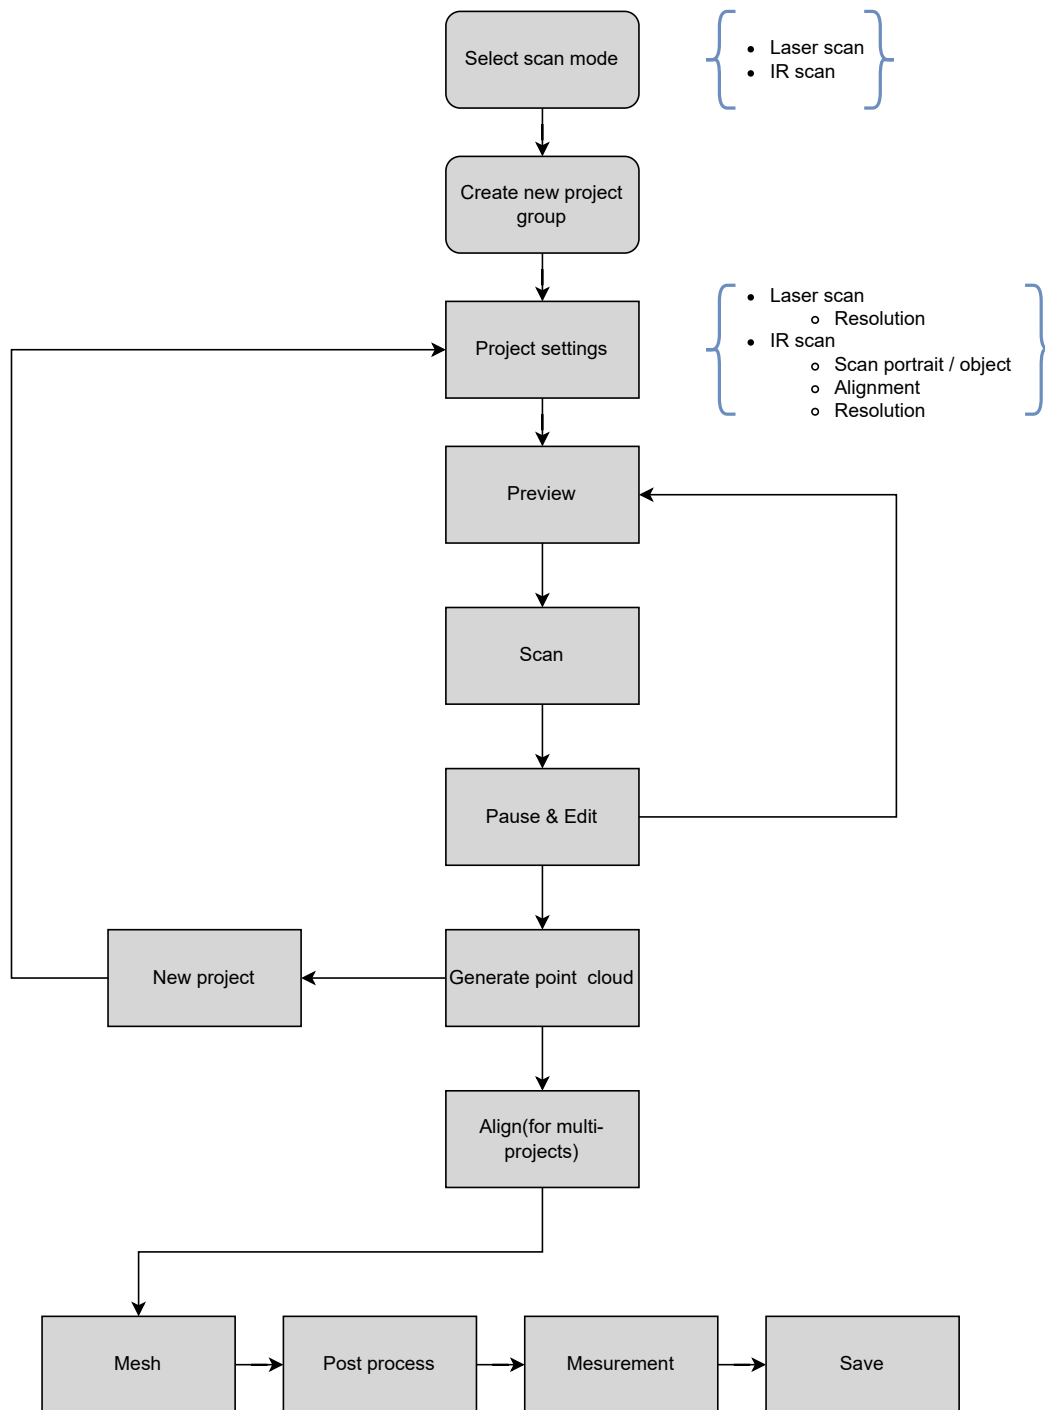 Select scan mode
• Laser scan
• IR scan
Create new project
group
Project settings
• Laser scan
○ Resolution
• IR scan
○ Scan portrait / object
○ Alignment
○ Resolution
Preview
Scan
Pause & Edit
New project
Generate point cloud
Align(for multi-
projects)
Mesh
Post process
Mesurement
Save